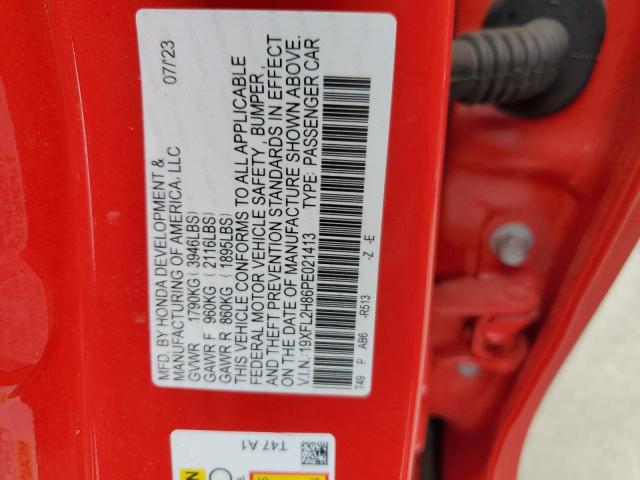 MFD. BY HONDA DEVELOPMENT & 07/'23
MANUFACTURING OF AMERICA, LLC
GVWR 1790KG ( 3946LBS)
GAWR F 960KG ( 2116LBS)
GAWR R 860KG ( 1895LBS)
THIS VEHICLE CONFORMS TO ALL APPLICABLE
FEDERAL MOTOR VEHICLE SAFETY , BUMPER ,
AND THEFT PREVENTION STANDARDS IN EFFECT
ON THE DATE OF MANUFACTURE SHOWN ABOVE.
V.I.N.:19XFL2H86PE021413 TYPE: PASSENGER CAR
T49 P AB6 -R513 -Z -E
T47 A1